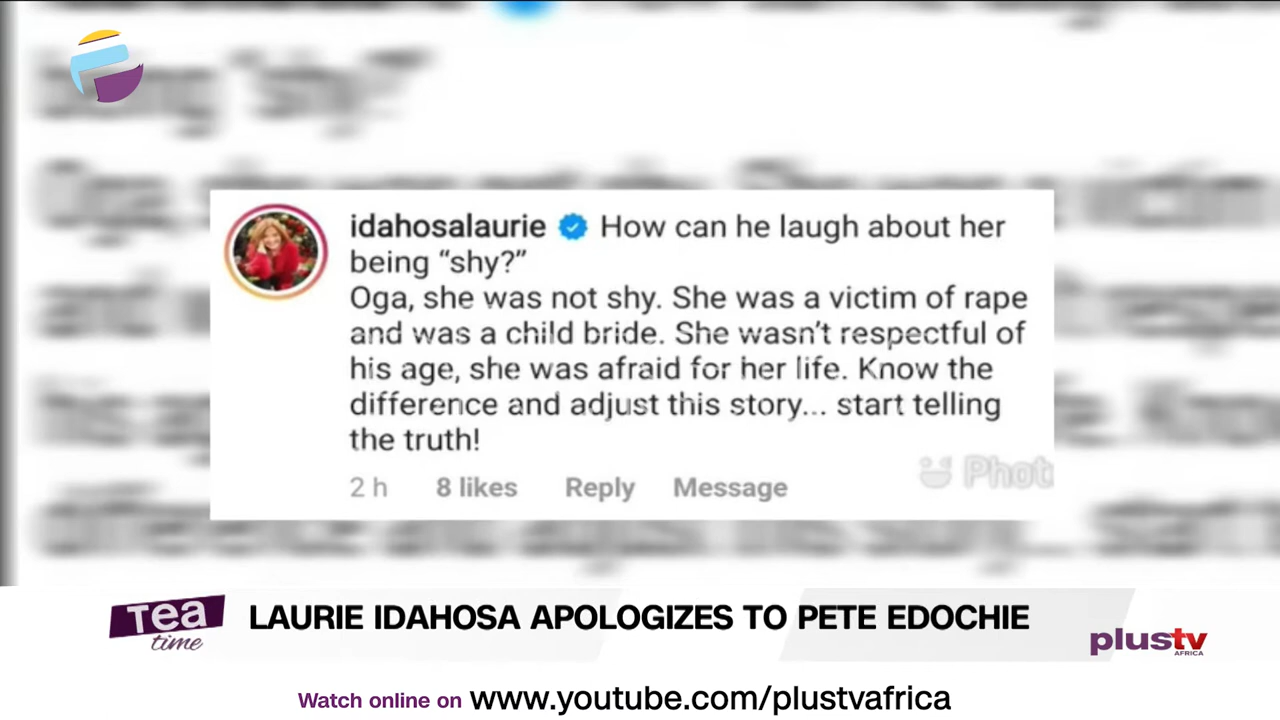 idahosalaurie How can he laugh about her
being “shy?”
Oga, she was not shy. She was a victim of rape
and was a child bride. She wasn’t respectful of
his age, she was afraid for her life. Know the
difference and adjust this story... start telling
the truth!
2 h 8 likes Reply Message
Phot
Tea
time
LAURIE IDAHOSA APOLOGIZES TO PETE EDOCHIE
plustv
AFRICA
Watch online on www.youtube.com/plustvafrica